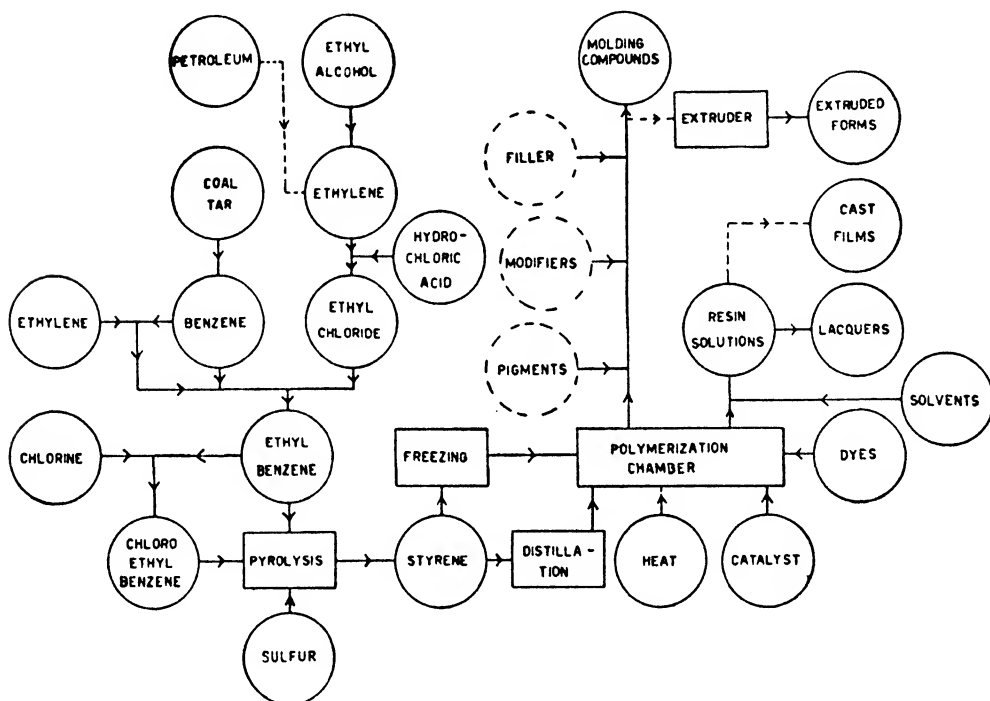 PETROLEUM
ETHYL
ALCOHOL
MOLDING
COMPOUNDS
EXTRUDER
EXTRUDED
FORMS
FILLER
COAL
TAR
ETHYLENE
CAST
FILMS
HYDRO-
CHLORIC
ACID
MODIFIERS
ETHYLENE
BENZENE
ETHYL
CHLORIDE
RESIN
SOLUTIONS
LACQUERS
PIGMENTS
SOLVENTS
CHLORINE
ETHYL
BENZENE
FREEZING
POLYMERIZATION
CHAMBER
DYES
CHLORO
ETHYL
BENZENE
PYROLYSIS
STYRENE
DISTILLA-
TION
HEAT
CATALYST
SULFUR